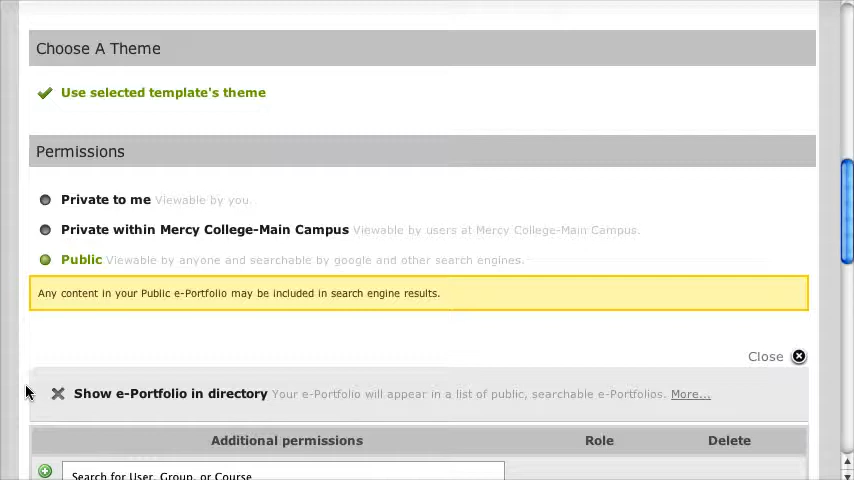 Choose A Theme
Use selected template's theme
Permissions
Private to me Viewable by you.
Private within Mercy College-Main Campus Viewable by users at Mercy College-Main Campus.
Public Viewable by anyone and searchable by google and other search engines.
Any content in your Public e-Portfolio may be included in search engine results.
Close
Show e-Portfolio in directory Your e-Portfolio will appear in a list of public, searchable e-Portfolios. More...
Additional permissions Role Delete
Search for User, Group, or Course